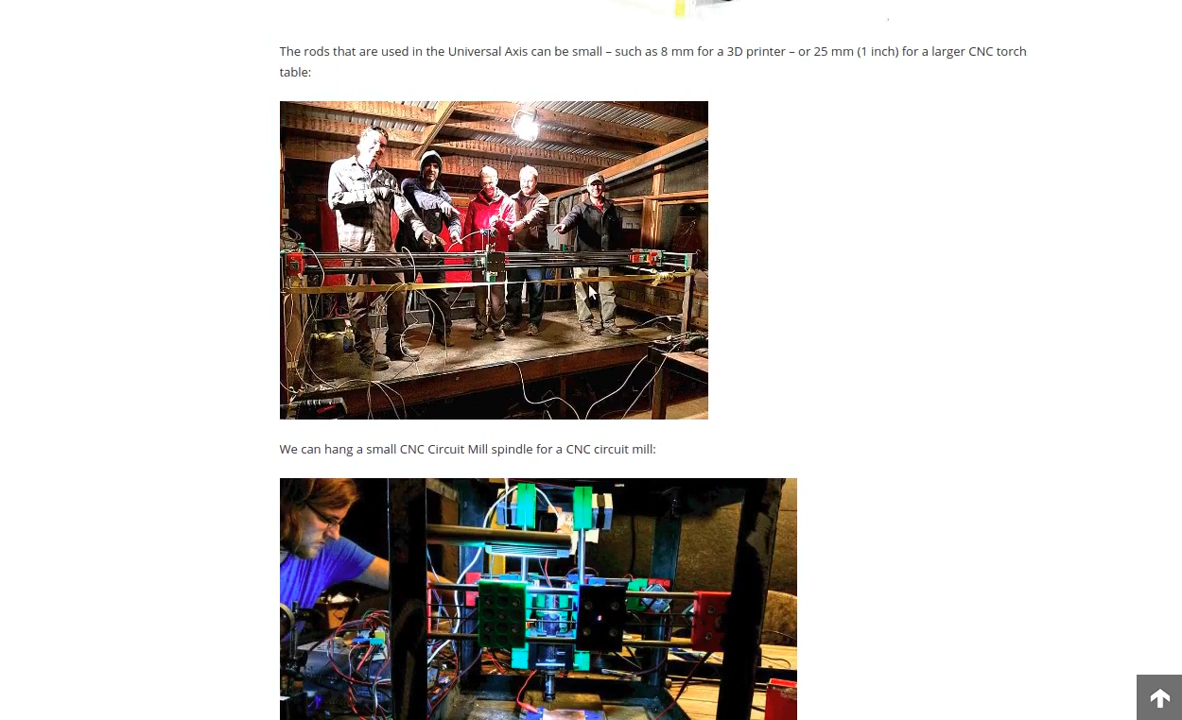 The rods that are used in the Universal Axis can be small – such as 8 mm for a 3D printer – or 25 mm (1 inch) for a larger CNC torch
table:
We can hang a small CNC Circuit Mill spindle for a CNC circuit mill: